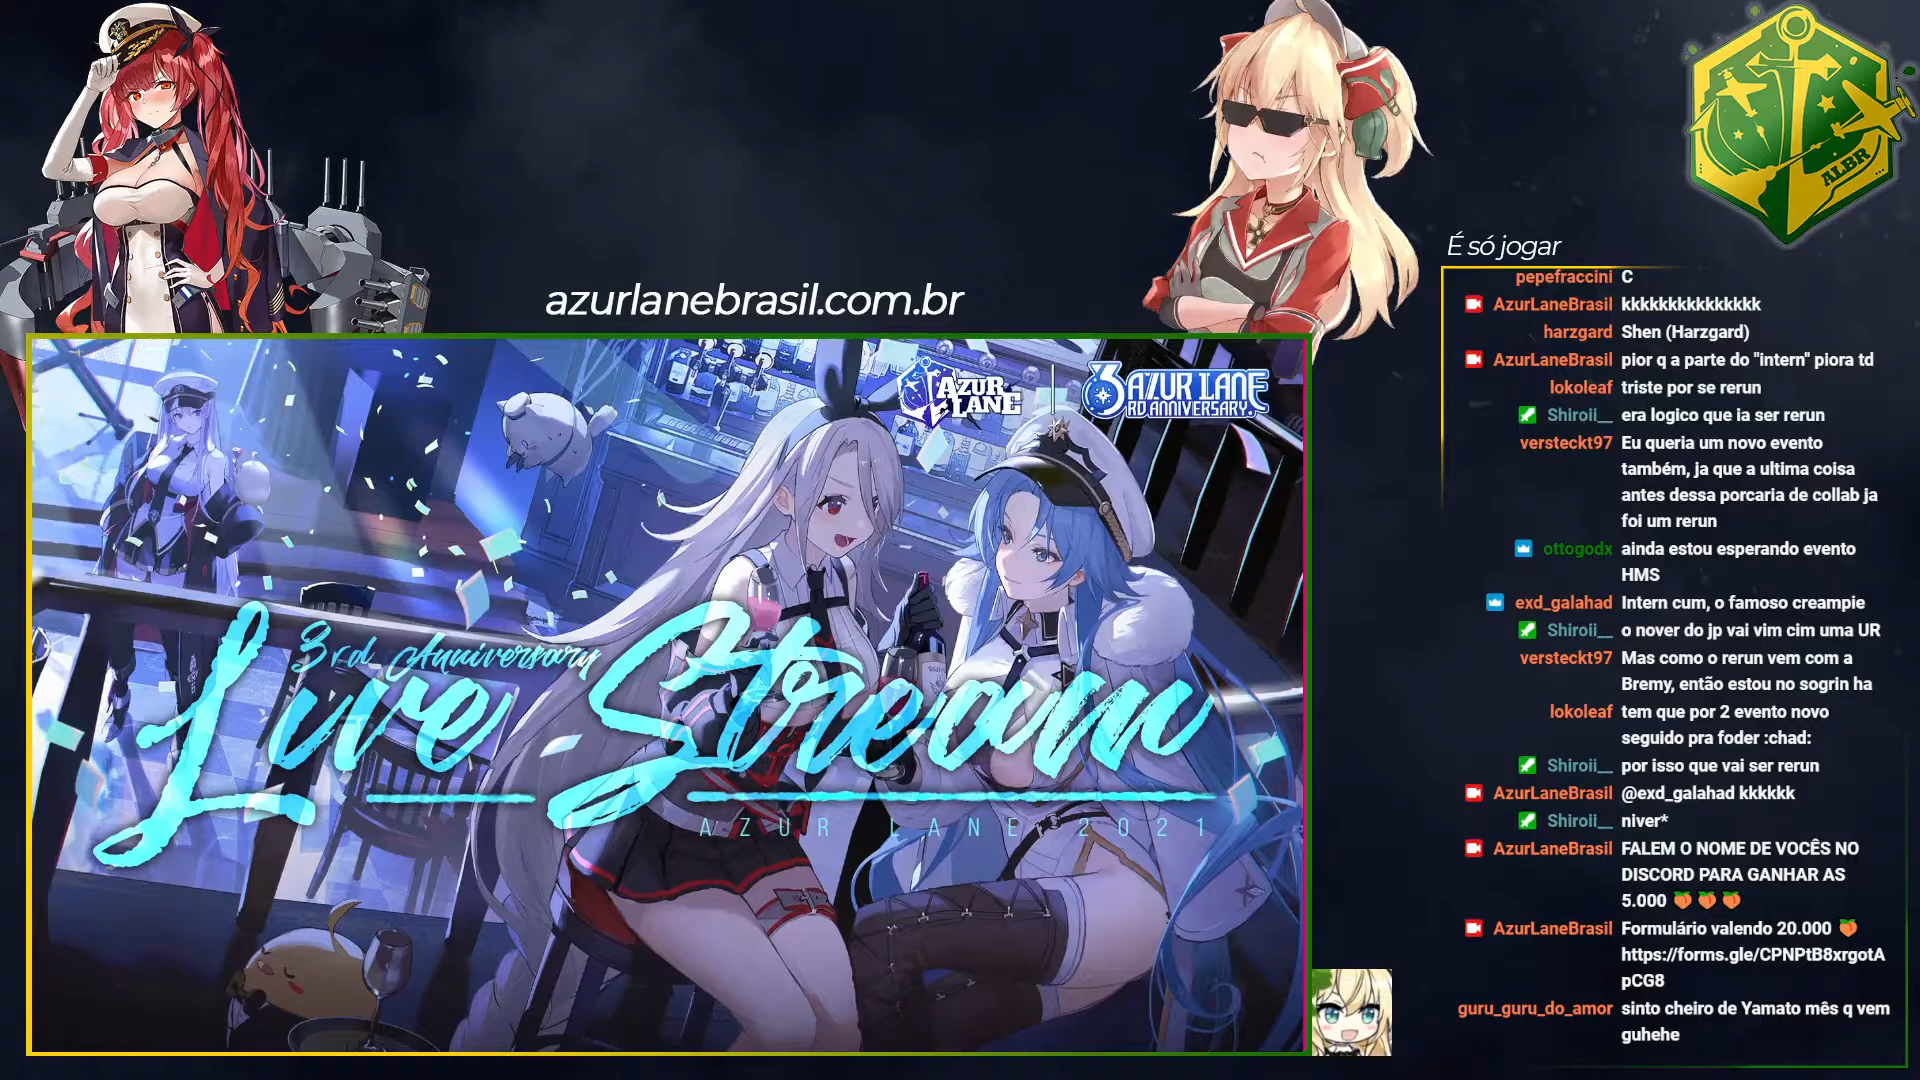 ALBR
É só jogar
azurlanebrasil.com.br
AZUR LANE
3 AZUR LANE
RD ANNIVERSARY.
3rd Anniversary
Live Stream
AZUR LANE 2021
pepefraccini C
AzurLaneBrasil kkkkkkkkkkkkkkk
harzgard Shen (Harzgard)
AzurLaneBrasil pior q a parte do "intern" piora td
lokoleaf triste por se rerun
Shiroii__ era logico que ia ser rerun
versteckt97 Eu queria um novo evento
também, ja que a ultima coisa
antes dessa porcaria de collab ja
foi um rerun
ottogodx ainda estou esperando evento
HMS
exd_galahad Intern cum, o famoso creampie
Shiroii__ o nover do jp vai vim cim uma UR
versteckt97 Mas como o rerun vem com a
Bremy, então estou no sogrin ha
lokoleaf tem que por 2 evento novo
seguido pra foder :chad:
Shiroii__ por isso que vai ser rerun
AzurLaneBrasil @exd_galahad kkkkkk
Shiroii__ niver*
AzurLaneBrasil FALEM O NOME DE VOCÊS NO
DISCORD PARA GANHAR AS
5.000 🍑 🍑 🍑
AzurLaneBrasil Formulário valendo 20.000 🍑
https://forms.gle/CPNPtB8xrgotA
pCG8
guru_guru_do_amor sinto cheiro de Yamato mês q vem
guhehe